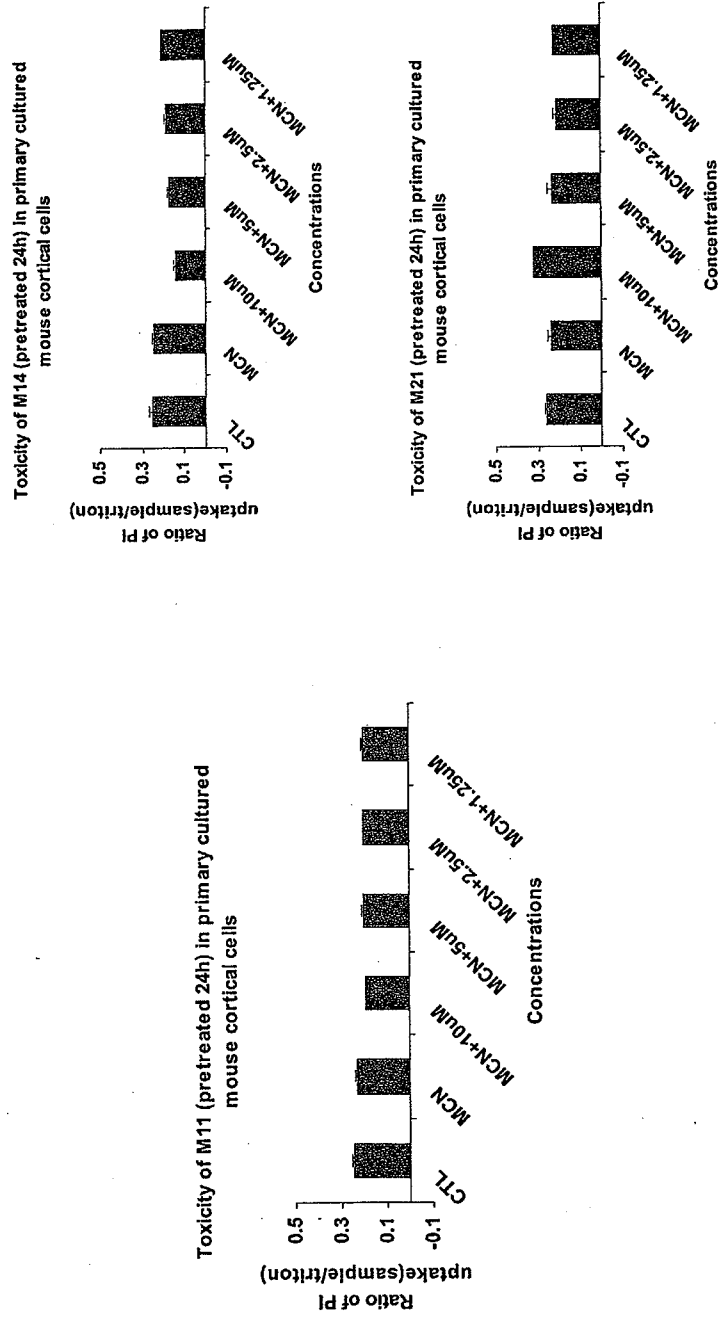 Toxicity of M11 (pretreated 24h) in primary cultured
mouse cortical cells
Ratio of PI
uptake(sample/triton)
0.5
0.3
0.1
-0.1
CTL
MCN
MCN+10uM
MCN+5uM
MCN+2.5uM
MCN+1.25uM
Concentrations
Toxicity of M14 (pretreated 24h) in primary cultured
mouse cortical cells
Ratio of PI
uptake(sample/triton)
0.5
0.3
0.1
-0.1
CTL
MCN
MCN+10uM
MCN+5uM
MCN+2.5uM
MCN+1.25uM
Concentrations
Toxicity of M21 (pretreated 24h) in primary cultured
mouse cortical cells
Ratio of PI
uptake(sample/triton)
0.5
0.3
0.1
-0.1
CTL
MCN
MCN+10uM
MCN+5uM
MCN+2.5uM
MCN+1.25uM
Concentrations